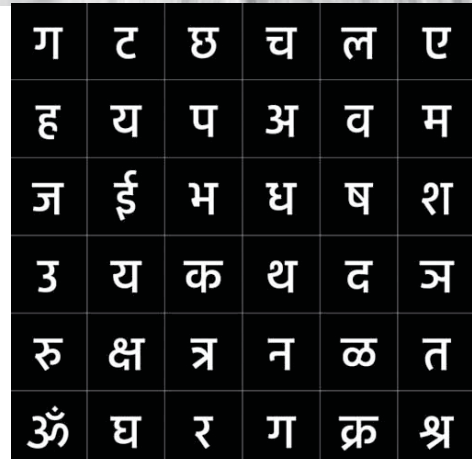 ग ट छ च ल ए
ह य प अ व म
ज ई भ ध ष श
उ य क थ द ञ
रु क्ष त्र न ळ त
ॐ घ र ग क्र श्र